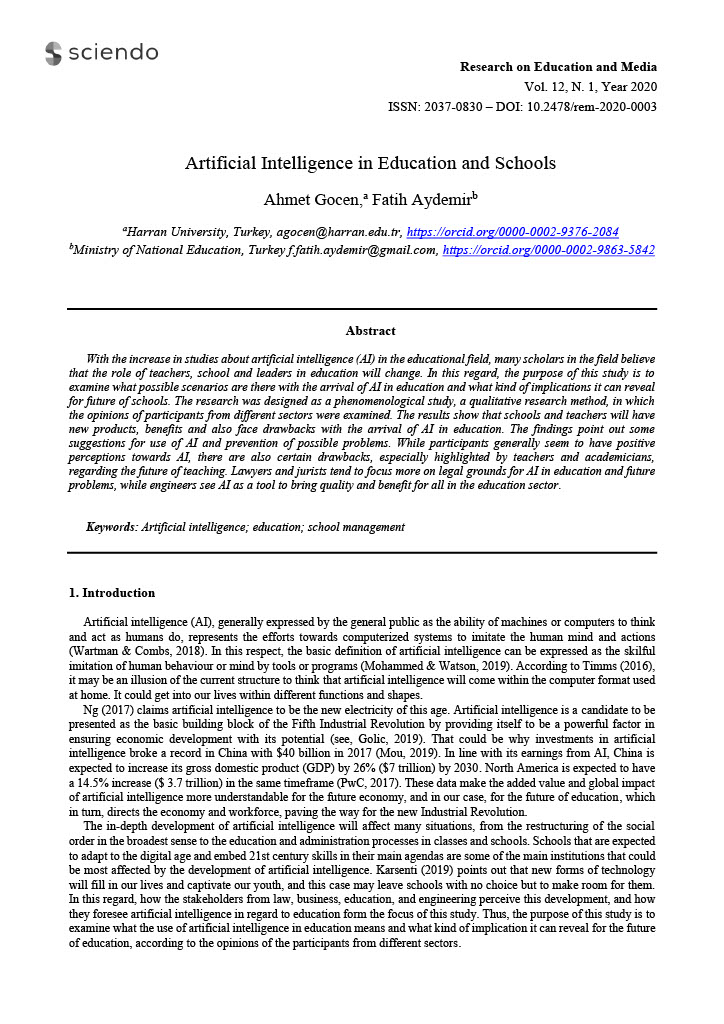 sciendo
Research on Education and Media
Vol. 12, N. 1, Year 2020
ISSN: 2037-0830 – DOI: 10.2478/rem-2020-0003
Artificial Intelligence in Education and Schools
Ahmet Gocen,a Fatih Aydemirb
aHarran University, Turkey, agocen@harran.edu.tr, https://orcid.org/0000-0002-9376-2084
bMinistry of National Education, Turkey f.fatih.aydemir@gmail.com, https://orcid.org/0000-0002-9863-5842
Abstract
With the increase in studies about artificial intelligence (AI) in the educational field, many scholars in the field believe
that the role of teachers, school and leaders in education will change. In this regard, the purpose of this study is to
examine what possible scenarios are there with the arrival of AI in education and what kind of implications it can reveal
for future of schools. The research was designed as a phenomenological study, a qualitative research method, in which
the opinions of participants from different sectors were examined. The results show that schools and teachers will have
new products, benefits and also face drawbacks with the arrival of AI in education. The findings point out some
suggestions for use of AI and prevention of possible problems. While participants generally seem to have positive
perceptions towards AI, there are also certain drawbacks, especially highlighted by teachers and academicians,
regarding the future of teaching. Lawyers and jurists tend to focus more on legal grounds for AI in education and future
problems, while engineers see AI as a tool to bring quality and benefit for all in the education sector.
Keywords: Artificial intelligence; education; school management
1. Introduction
Artificial intelligence (AI), generally expressed by the general public as the ability of machines or computers to think
and act as humans do, represents the efforts towards computerized systems to imitate the human mind and actions
(Wartman & Combs, 2018). In this respect, the basic definition of artificial intelligence can be expressed as the skilful
imitation of human behaviour or mind by tools or programs (Mohammed & Watson, 2019). According to Timms (2016),
it may be an illusion of the current structure to think that artificial intelligence will come within the computer format used
at home. It could get into our lives within different functions and shapes.
Ng (2017) claims artificial intelligence to be the new electricity of this age. Artificial intelligence is a candidate to be
presented as the basic building block of the Fifth Industrial Revolution by providing itself to be a powerful factor in
ensuring economic development with its potential (see, Golic, 2019). That could be why investments in artificial
intelligence broke a record in China with $40 billion in 2017 (Mou, 2019). In line with its earnings from AI, China is
expected to increase its gross domestic product (GDP) by 26% ($7 trillion) by 2030. North America is expected to have
a 14.5% increase ($ 3.7 trillion) in the same timeframe (PwC, 2017). These data make the added value and global impact
of artificial intelligence more understandable for the future economy, and in our case, for the future of education, which
in turn, directs the economy and workforce, paving the way for the new Industrial Revolution.
The in-depth development of artificial intelligence will affect many situations, from the restructuring of the social
order in the broadest sense to the education and administration processes in classes and schools. Schools that are expected
to adapt to the digital age and embed 21st century skills in their main agendas are some of the main institutions that could
be most affected by the development of artificial intelligence. Karsenti (2019) points out that new forms of technology
will fill in our lives and captivate our youth, and this case may leave schools with no choice but to make room for them.
In this regard, how the stakeholders from law, business, education, and engineering perceive this development, and how
they foresee artificial intelligence in regard to education form the focus of this study. Thus, the purpose of this study is to
examine what the use of artificial intelligence in education means and what kind of implication it can reveal for the future
of education, according to the opinions of the participants from different sectors.